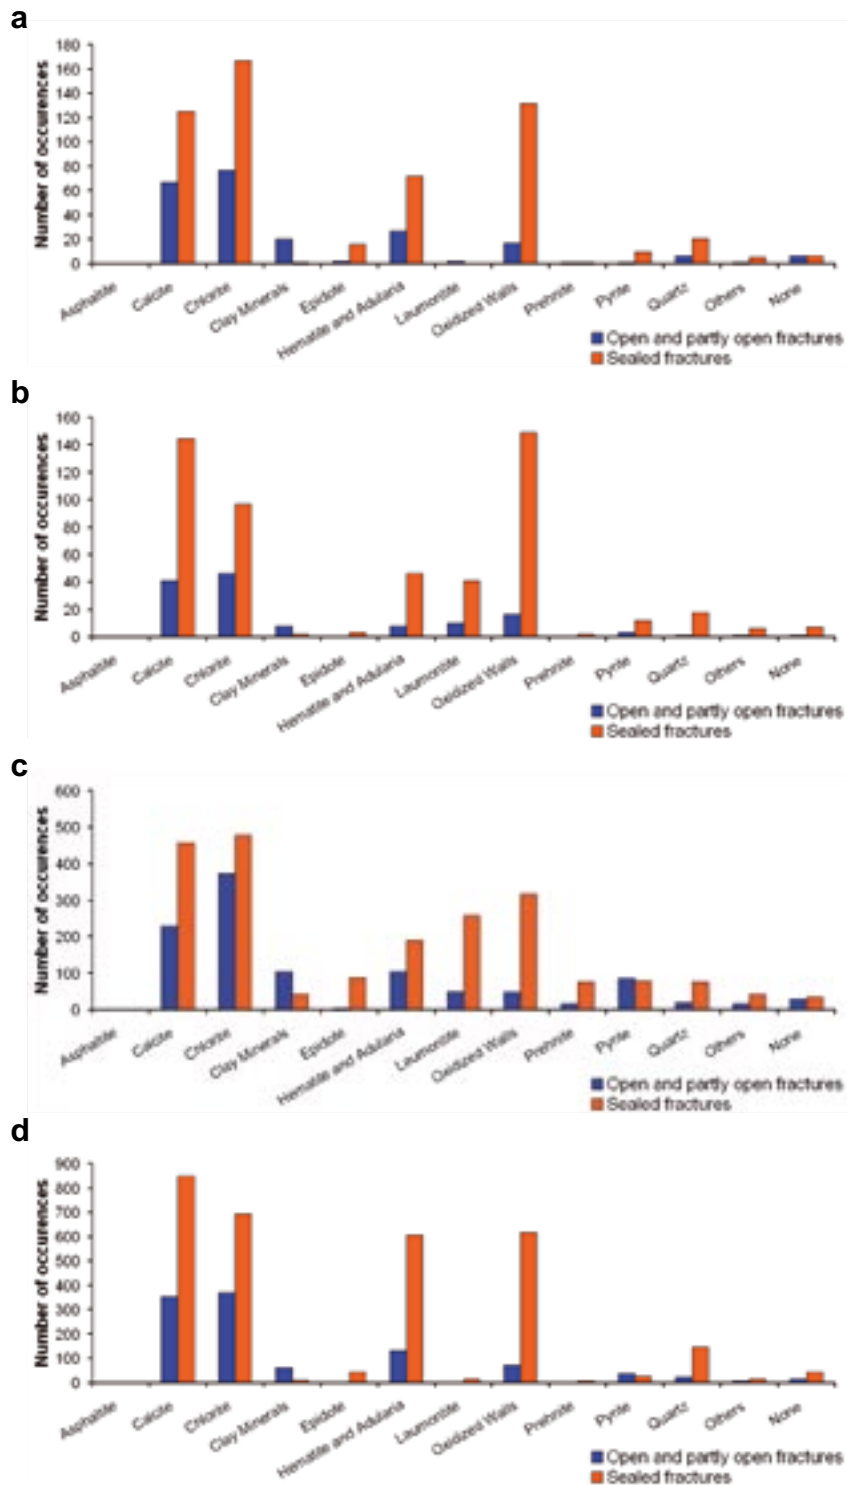 a
Number of occurences
180
160
140
120
100
80
60
40
20
0
Asphaltite
Calcite
Chlorite
Clay Minerals
Epidote
Hematite and Adularia
Laumontite
Oxidized Walls
Prehnite
Pyrite
Quartz
Others
None
Open and partly open fractures
Sealed fractures
b
Number of occurences
160
140
120
100
80
60
40
20
0
Asphaltite
Calcite
Chlorite
Clay Minerals
Epidote
Hematite and Adularia
Laumontite
Oxidized Walls
Prehnite
Pyrite
Quartz
Others
None
Open and partly open fractures
Sealed fractures
c
Number of occurences
600
500
400
300
200
100
0
Asphaltite
Calcite
Chlorite
Clay Minerals
Epidote
Hematite and Adularia
Laumontite
Oxidized Walls
Prehnite
Pyrite
Quartz
Others
None
Open and partly open fractures
Sealed fractures
d
Number of occurences
900
800
700
600
500
400
300
200
100
0
Asphaltite
Calcite
Chlorite
Clay Minerals
Epidote
Hematite and Adularia
Laumontite
Oxidized Walls
Prehnite
Pyrite
Quartz
Others
None
Open and partly open fractures
Sealed fractures